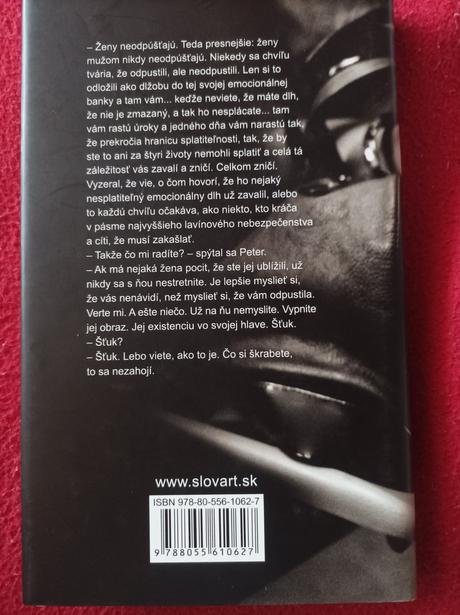 – Ženy neodpúšťajú. Teda presnejšie: ženy
mužom nikdy neodpúšťajú. Niekedy sa chvíľu
tvária, že odpustili, ale neodpustili. Len si to
odložili ako dlžobu do tej svojej emocionálnej
banky a tam vám... keďže neviete, že máte dlh,
že nie je zmazaný, a tak ho nesplácate... tam
vám rastú úroky a jedného dňa vám narastú tak,
že prekročia hranicu splatiteľnosti, tak, že by
ste to ani za štyri životy nemohli splatiť a celá tá
záležitosť vás zavalí a zničí. Celkom zničí.
Vyzeral, že vie, o čom hovorí, že ho nejaký
nesplatiteľný emocionálny dlh už zavalil, alebo
to každú chvíľu očakáva, ako niekto, kto kráča
v pásme najvyššieho lavínového nebezpečenstva
a cíti, že musí zakašlať.
– Takže čo mi radíte? – spýtal sa Peter.
– Ak má nejaká žena pocit, že ste jej ublížili, už
nikdy sa s ňou nestretnite. Je lepšie myslieť si,
že vás nenávidí, než myslieť si, že vám odpustila.
Verte mi. A ešte niečo. Už na ňu nemyslite. Vypnite
jej obraz. Jej existenciu vo svojej hlave. Šťuk.
– Šťuk?
– Šťuk. Lebo viete, ako to je. Čo si škrabete,
to sa nezahojí.
www.slovart.sk
ISBN 978-80-556-1062-7
9 788055 610627